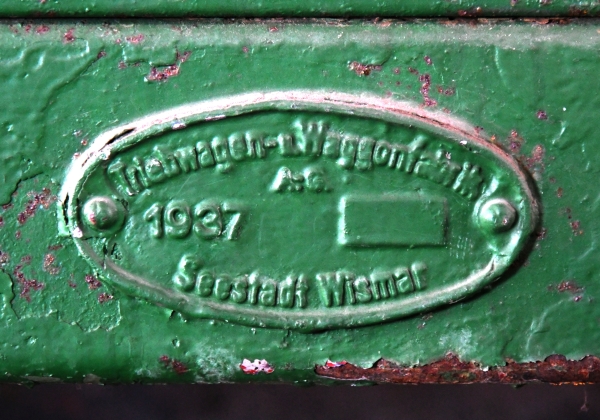 Triebwagen- u. Waggonfabrik
A.-G.
1937
Seestadt Wismar